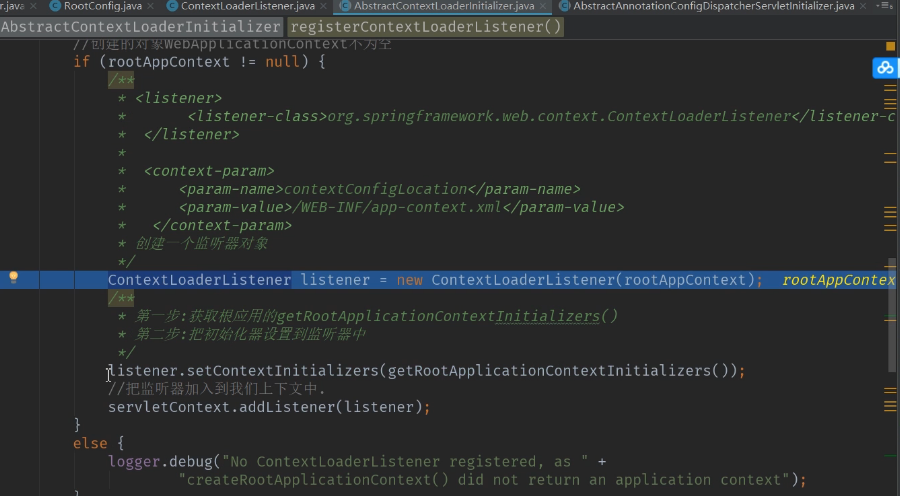 r.java RootConfig.java ContextLoaderListener.java AbstractContextLoaderInitializer.java AbstractAnnotationConfigDispatcherServletInitializer.java
AbstractContextLoaderInitializer registerContextLoaderListener()
//创建的对象WebApplicationContext不为空
if (rootAppContext != null) {
/**
* <listener>
* <listener-class>org.springframework.web.context.ContextLoaderListener</listener-c
* </listener>
*
* <context-param>
* <param-name>contextConfigLocation</param-name>
* <param-value>/WEB-INF/app-context.xml</param-value>
* </context-param>
* 创建一个监听器对象
*/
ContextLoaderListener listener = new ContextLoaderListener(rootAppContext); rootAppContex
/**
* 第一步:获取根应用的getRootApplicationContextInitializers()
* 第二步:把初始化器设置到监听器中
*/
listener.setContextInitializers(getRootApplicationContextInitializers());
//把监听器加入到我们上下文中.
servletContext.addListener(listener);
}
else {
logger.debug("No ContextLoaderListener registered, as " +
"createRootApplicationContext() did not return an application context");
}